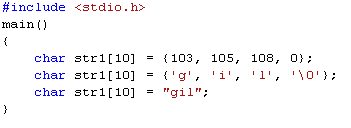 #include <stdio.h>
main()
{
    char str1[10] = {103, 105, 108, 0};
    char str1[10] = {'g', 'i', 'l', '\0'};
    char str1[10] = "gil";
}